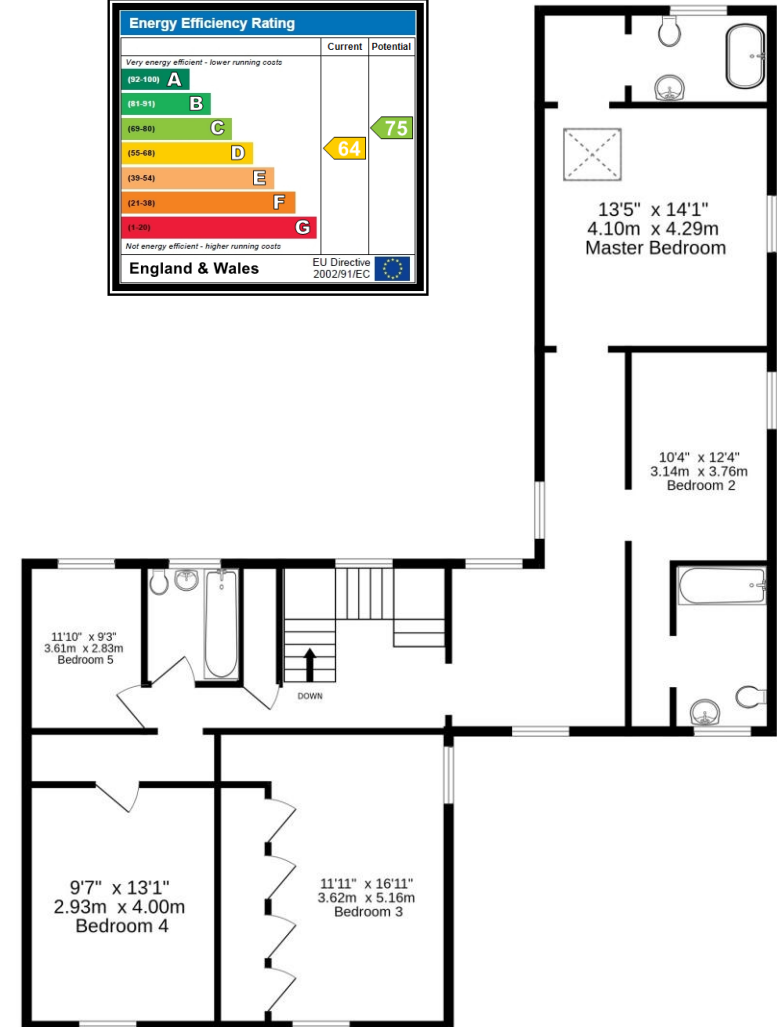 Energy Efficiency Rating
Current Potential
Very energy efficient - lower running costs
(92-100) A
(81-91) B
(69-80) C
75
(55-68) D
64
(39-54) E
(21-38) F
(1-20) G
Not energy efficient - higher running costs
England & Wales
EU Directive
2002/91/EC
13'5" x 14'1"
4.10m x 4.29m
Master Bedroom
10'4" x 12'4"
3.14m x 3.76m
Bedroom 2
11'10" x 9'3"
3.61m x 2.83m
Bedroom 5
DOWN
9'7" x 13'1"
2.93m x 4.00m
Bedroom 4
11'11" x 16'11"
3.62m x 5.16m
Bedroom 3